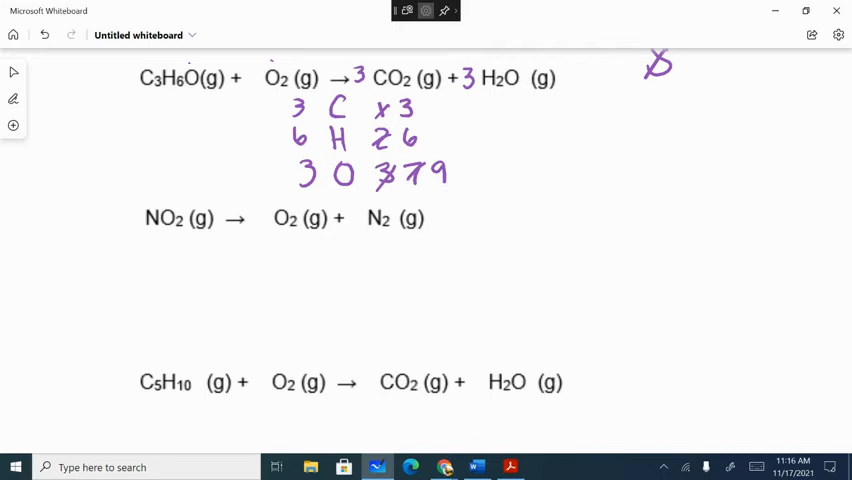 Microsoft Whiteboard
Untitled whiteboard
C3H6O(g) + O2 (g) → 3 CO2 (g) + 3 H2O (g)
3 C 3
6 H 2 6
3 O 3 7 9
NO2 (g) → O2 (g) + N2 (g)
C5H10 (g) + O2 (g) → CO2 (g) + H2O (g)
Type here to search
11:16 AM
11/17/2021